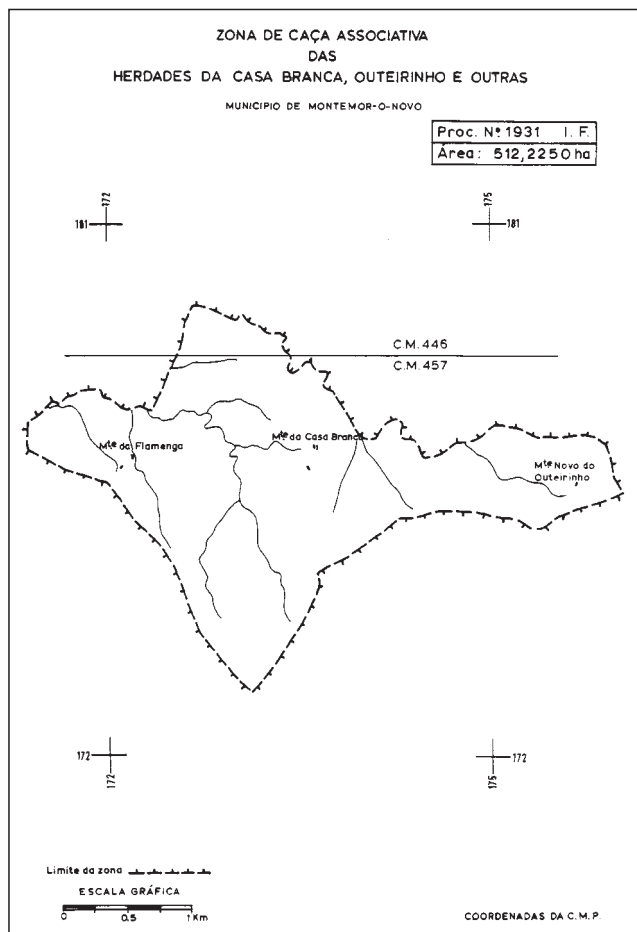 ZONA DE CAÇA ASSOCIATIVA
DAS
HERDADES DA CASA BRANCA, OUTEIRINHO E OUTRAS
MUNICIPIO DE MONTEMOR-O-NOVO
Proc. Nº 1931 I. F.
Área: 512,2250 ha
172
181
175
181
C.M. 446
C.M. 457
Mte da Flamenga
Mte da Casa Branca
Mte Novo do
Outeirinho
172
172
175
172
Limite da zona
ESCALA GRÁFICA
0 0.5 1 Km
COORDENADAS DA C.M.P.